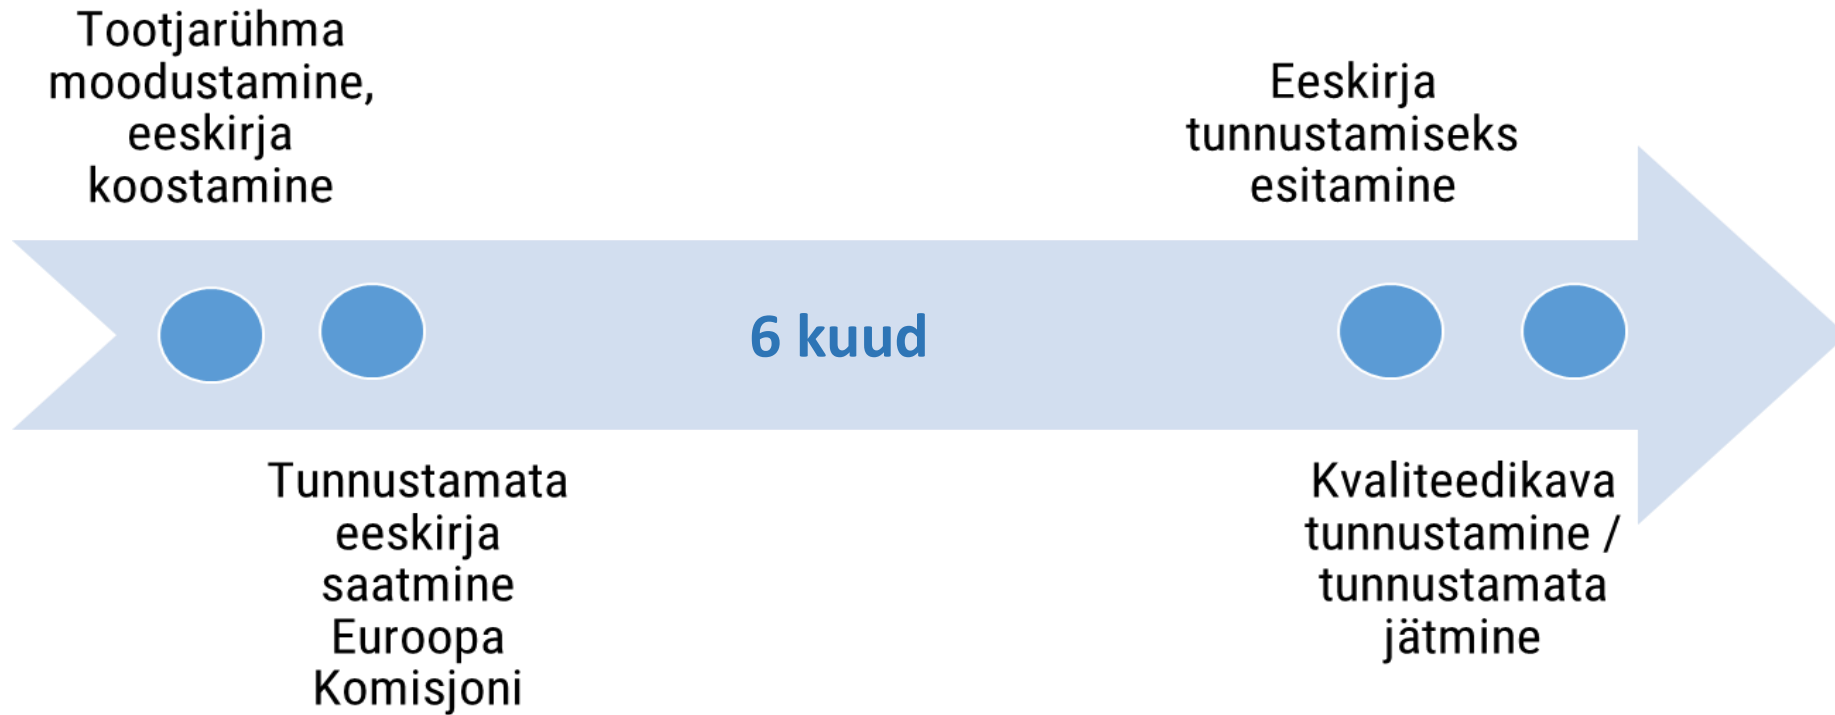 Tootjarühma
moodustamine,
eeskirja
koostamine
Eeskirja
tunnustamiseks
esitamine
6 kuud
Tunnustamata
eeskirja
saatmine
Euroopa
Komisjoni
Kvaliteedikava
tunnustamine /
tunnustamata
jätmine